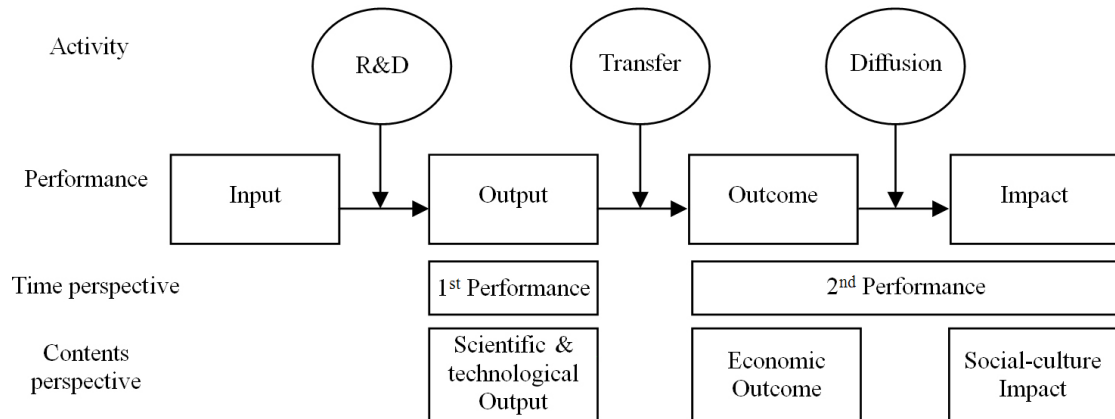 Activity
R&D
Transfer
Diffusion
Performance
Input
Output
Outcome
Impact
Time perspective
1st Performance
2nd Performance
Contents
perspective
Scientific &
technological
Output
Economic
Outcome
Social-culture
Impact